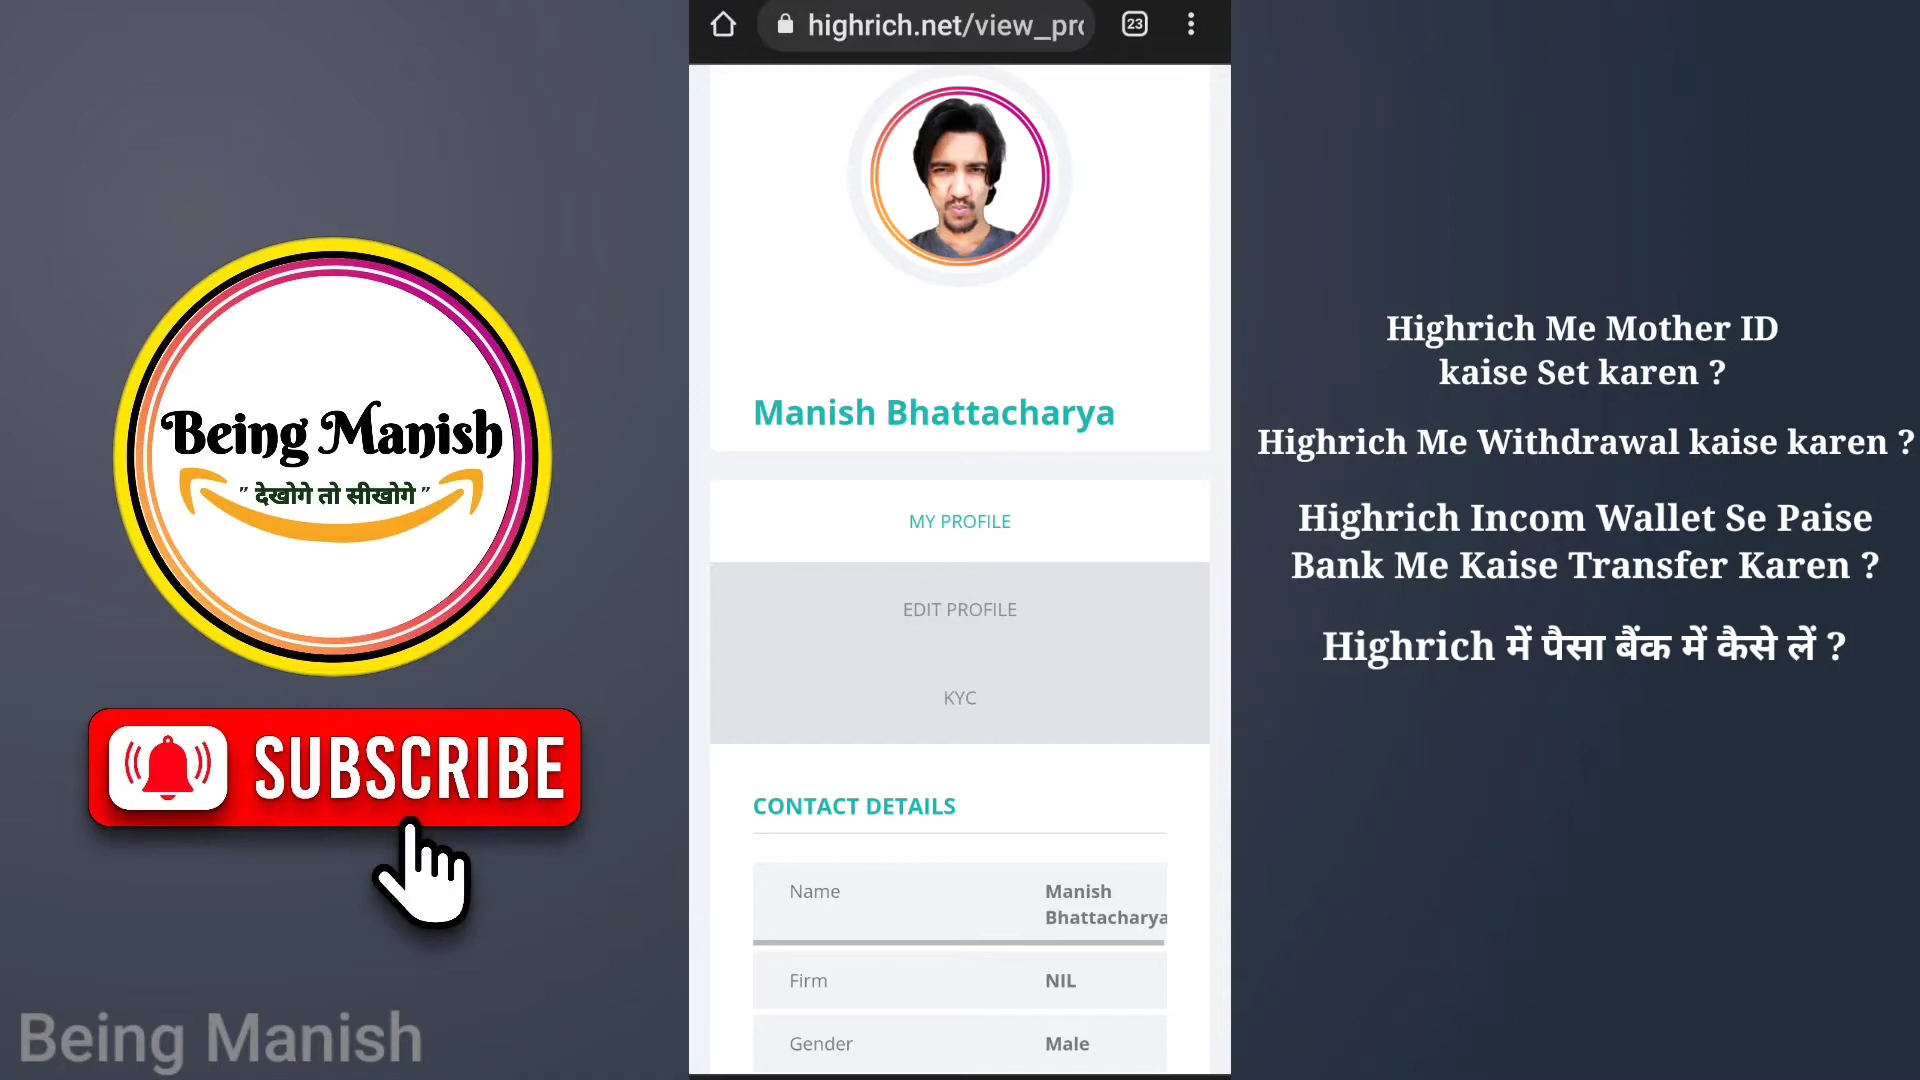 highrich.net/view_pro
23
Manish Bhattacharya
MY PROFILE
EDIT PROFILE
KYC
CONTACT DETAILS
Name Manish
Bhattacharya
Firm NIL
Gender Male
Being Manish
" देखोगे तो सीखोगे "
SUBSCRIBE
Being Manish
Highrich Me Mother ID
kaise Set karen ?
Highrich Me Withdrawal kaise karen ?
Highrich Incom Wallet Se Paise
Bank Me Kaise Transfer Karen ?
Highrich में पैसा बैंक में कैसे लें ?